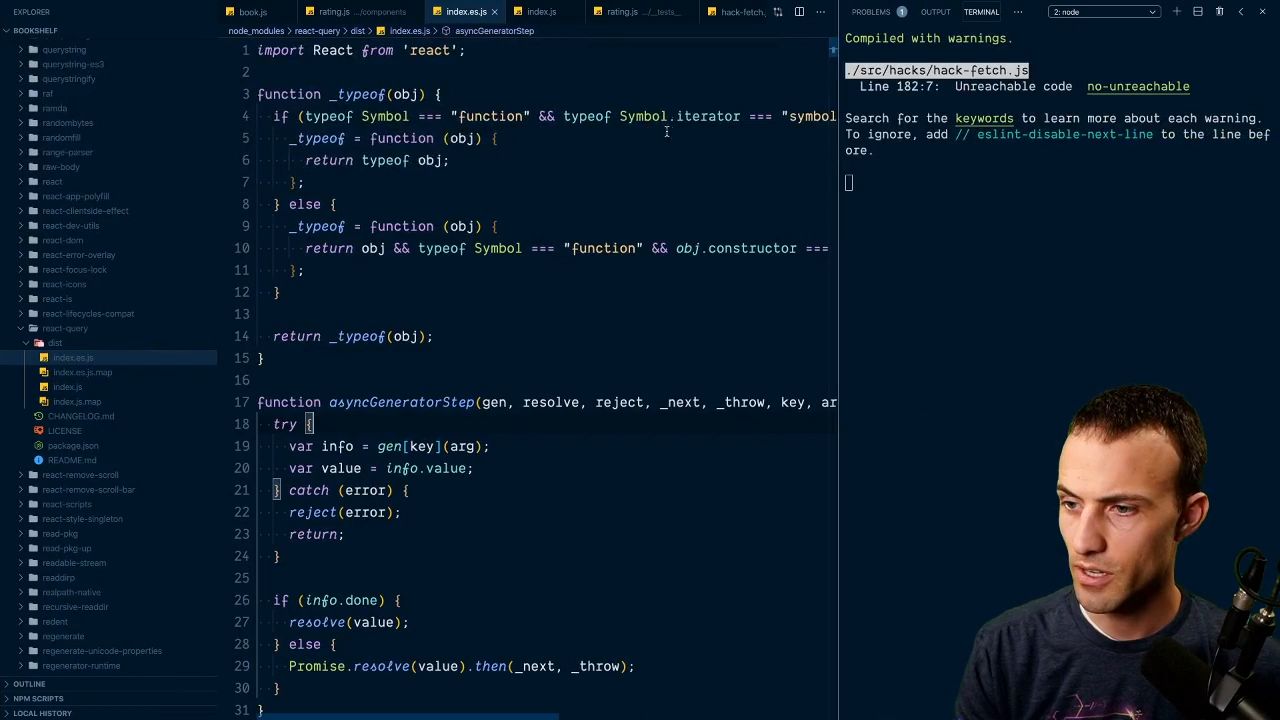 EXPLORER
BOOKSHELF
querystring
querystring-es3
querystringify
raf
ramda
randombytes
randomfill
range-parser
raw-body
react
react-app-polyfill
react-clientside-effect
react-dev-utils
react-dom
react-error-overlay
react-focus-lock
react-icons
react-is
react-lifecycles-compat
react-query
dist
index.es.js
index.es.js.map
index.js
index.js.map
CHANGELOG.md
LICENSE
package.json
README.md
react-remove-scroll
react-remove-scroll-bar
react-scripts
react-style-singleton
read-pkg
read-pkg-up
readable-stream
readdirp
realpath-native
recursive-readdir
redent
regenerate
regenerate-unicode-properties
regenerator-runtime
OUTLINE
NPM SCRIPTS
LOCAL HISTORY
book.js rating.js .../components index.es.js index.js rating.js .../__tests__ hack-fetch.
node_modules > react-query > dist > index.es.js > asyncGeneratorStep
1 import React from 'react';
2
3 function _typeof(obj) {
4 if (typeof Symbol === "function" && typeof Symbol.iterator === "symbol
5 _typeof = function (obj) {
6 return typeof obj;
7 };
8 } else {
9 _typeof = function (obj) {
10 return obj && typeof Symbol === "function" && obj.constructor ===
11 };
12 }
13
14 return _typeof(obj);
15 }
16
17 function asyncGeneratorStep(gen, resolve, reject, _next, _throw, key, ar
18 try {
19 var info = gen[key](arg);
20 var value = info.value;
21 } catch (error) {
22 reject(error);
23 return;
24 }
25
26 if (info.done) {
27 resolve(value);
28 } else {
29 Promise.resolve(value).then(_next, _throw);
30 }
31 }
PROBLEMS 1 OUTPUT TERMINAL ··· 2: node
Compiled with warnings.
./src/hacks/hack-fetch.js
Line 182:7: Unreachable code no-unreachable
Search for the keywords to learn more about each warning.
To ignore, add // eslint-disable-next-line to the line bef
ore.